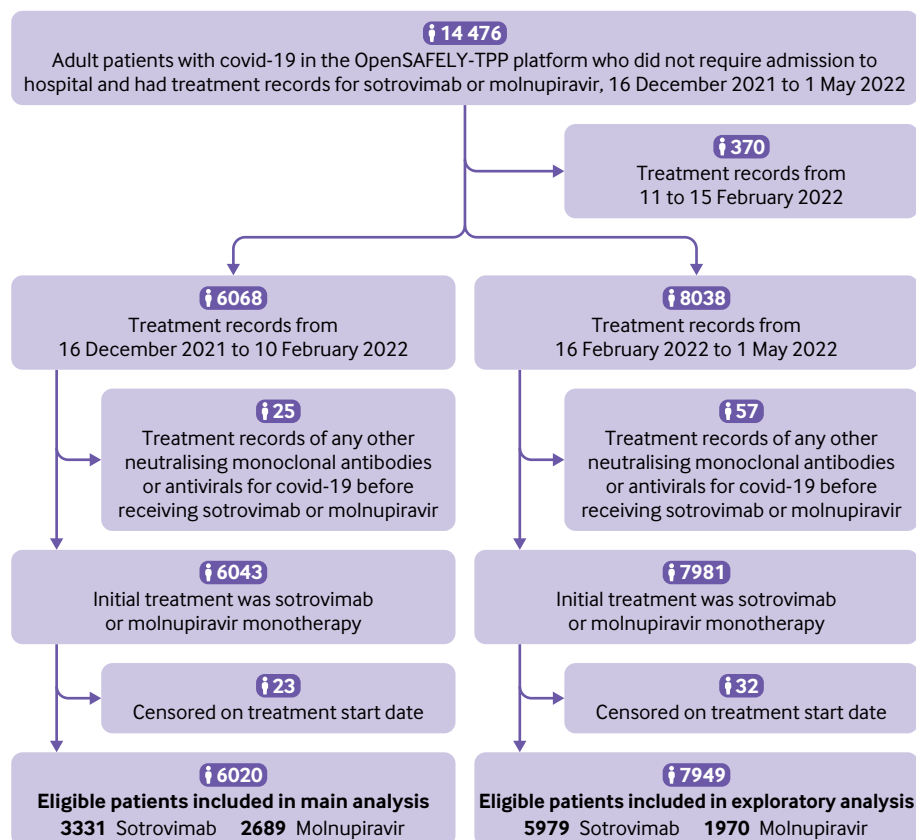 14 476
Adult patients with covid-19 in the OpenSAFELY-TPP platform who did not require admission to
hospital and had treatment records for sotrovimab or molnupiravir, 16 December 2021 to 1 May 2022
370
Treatment records from
11 to 15 February 2022
6068
Treatment records from
16 December 2021 to 10 February 2022
8038
Treatment records from
16 February 2022 to 1 May 2022
25
Treatment records of any other
neutralising monoclonal antibodies
or antivirals for covid-19 before
receiving sotrovimab or molnupiravir
57
Treatment records of any other
neutralising monoclonal antibodies
or antivirals for covid-19 before
receiving sotrovimab or molnupiravir
6043
Initial treatment was sotrovimab
or molnupiravir monotherapy
7981
Initial treatment was sotrovimab
or molnupiravir monotherapy
23
Censored on treatment start date
32
Censored on treatment start date
6020
Eligible patients included in main analysis
3331 Sotrovimab 2689 Molnupiravir
7949
Eligible patients included in exploratory analysis
5979 Sotrovimab 1970 Molnupiravir